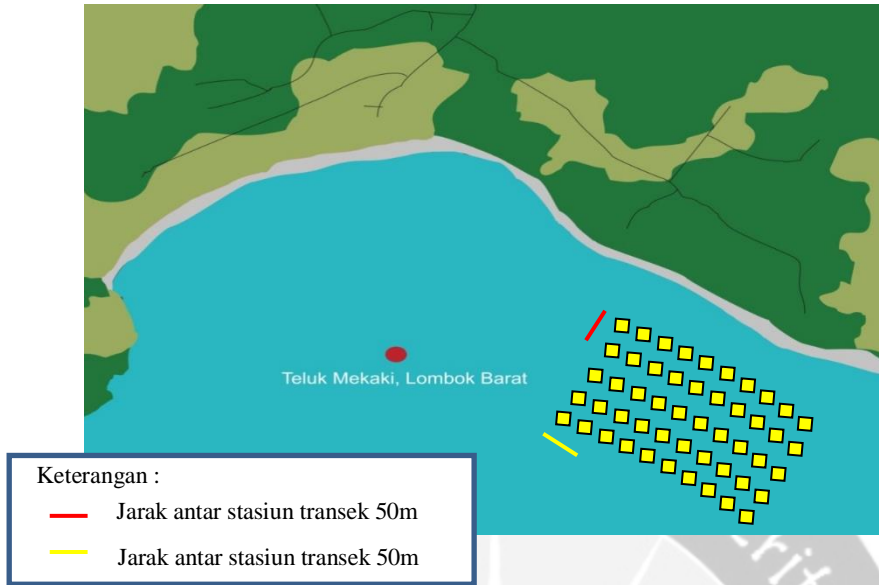 Teluk Mekaki, Lombok Barat
Keterangan :
Jarak antar stasiun transek 50m
Jarak antar stasiun transek 50m